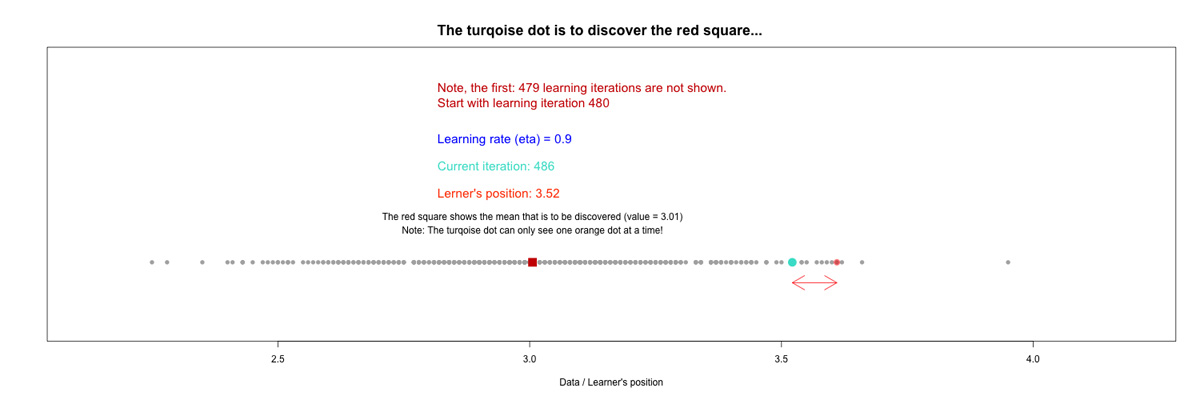 The turqoise dot is to discover the red square...
Note, the first: 479 learning iterations are not shown.
Start with learning iteration 480
Learning rate (eta) = 0.9
Current iteration: 486
Lerner's position: 3.52
The red square shows the mean that is to be discovered (value = 3.01)
Note: The turqoise dot can only see one orange dot at a time!
2.5 3.0 3.5 4.0
Data / Learner's position